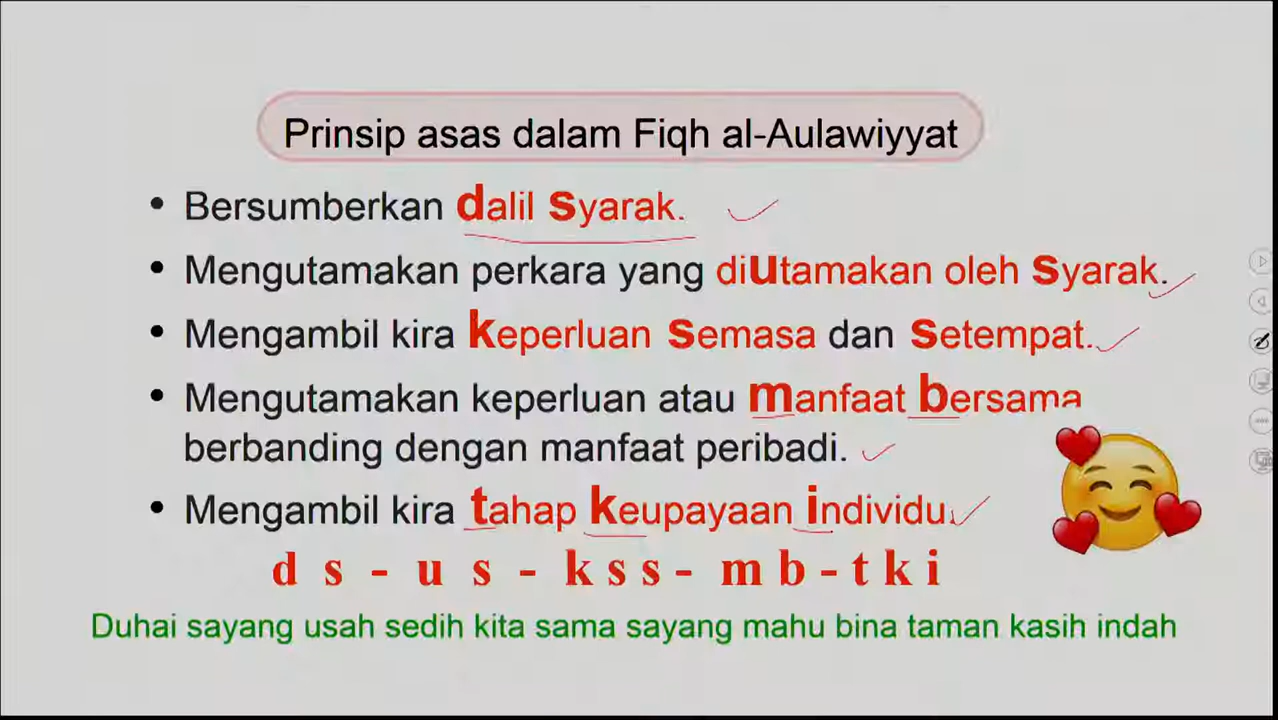 Prinsip asas dalam Fiqh al-Aulawiyyat
• Bersumberkan dalil Syarak.
• Mengutamakan perkara yang diutamakan oleh Syarak.
• Mengambil kira keperluan Semasa dan Setempat.
• Mengutamakan keperluan atau manfaat bersama
berbanding dengan manfaat peribadi.
• Mengambil kira tahap keupayaan individu.
d s - u s - k s s - m b - t k i
Duhai sayang usah sedih kita sama sayang mahu bina taman kasih indah